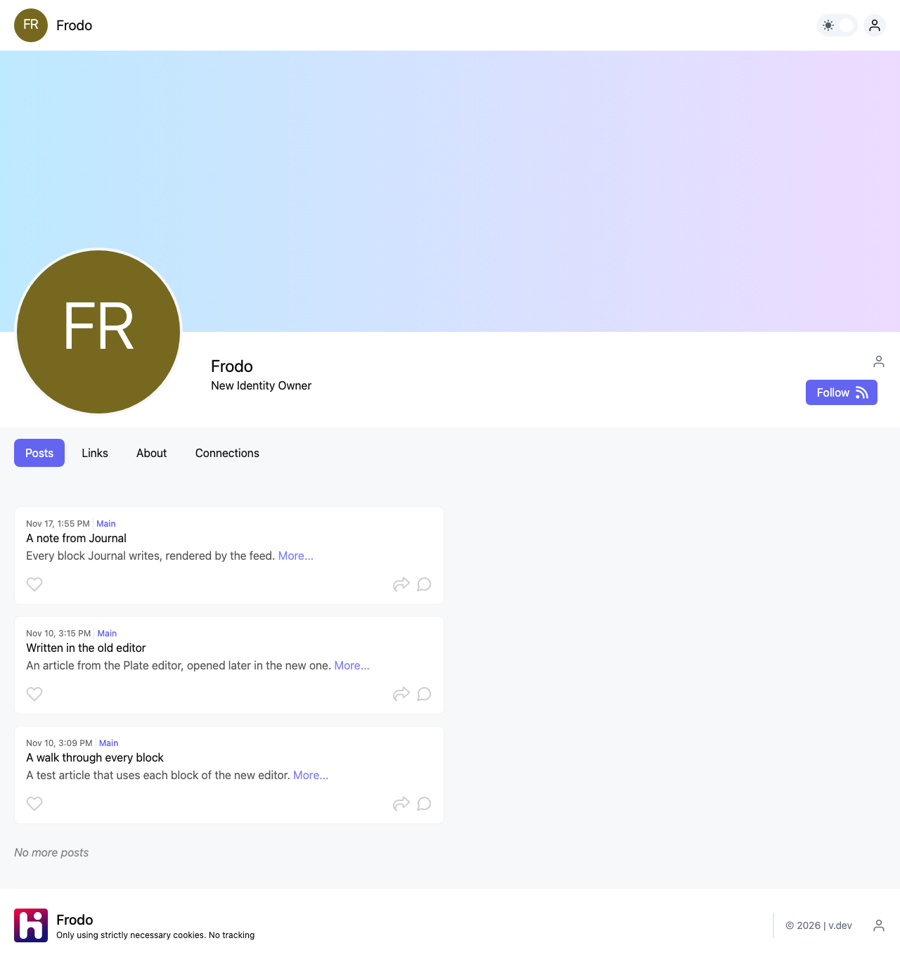 FR Frodo
FR
Frodo
New Identity Owner
Follow
Posts Links About Connections
Nov 17, 1:55 PM | Main
A note from Journal
Every block Journal writes, rendered by the feed. More...
Nov 10, 3:15 PM | Main
Written in the old editor
An article from the Plate editor, opened later in the new one. More...
Nov 10, 3:09 PM | Main
A walk through every block
A test article that uses each block of the new editor. More...
No more posts
hi Frodo
Only using strictly necessary cookies. No tracking
© 2026 | v.dev